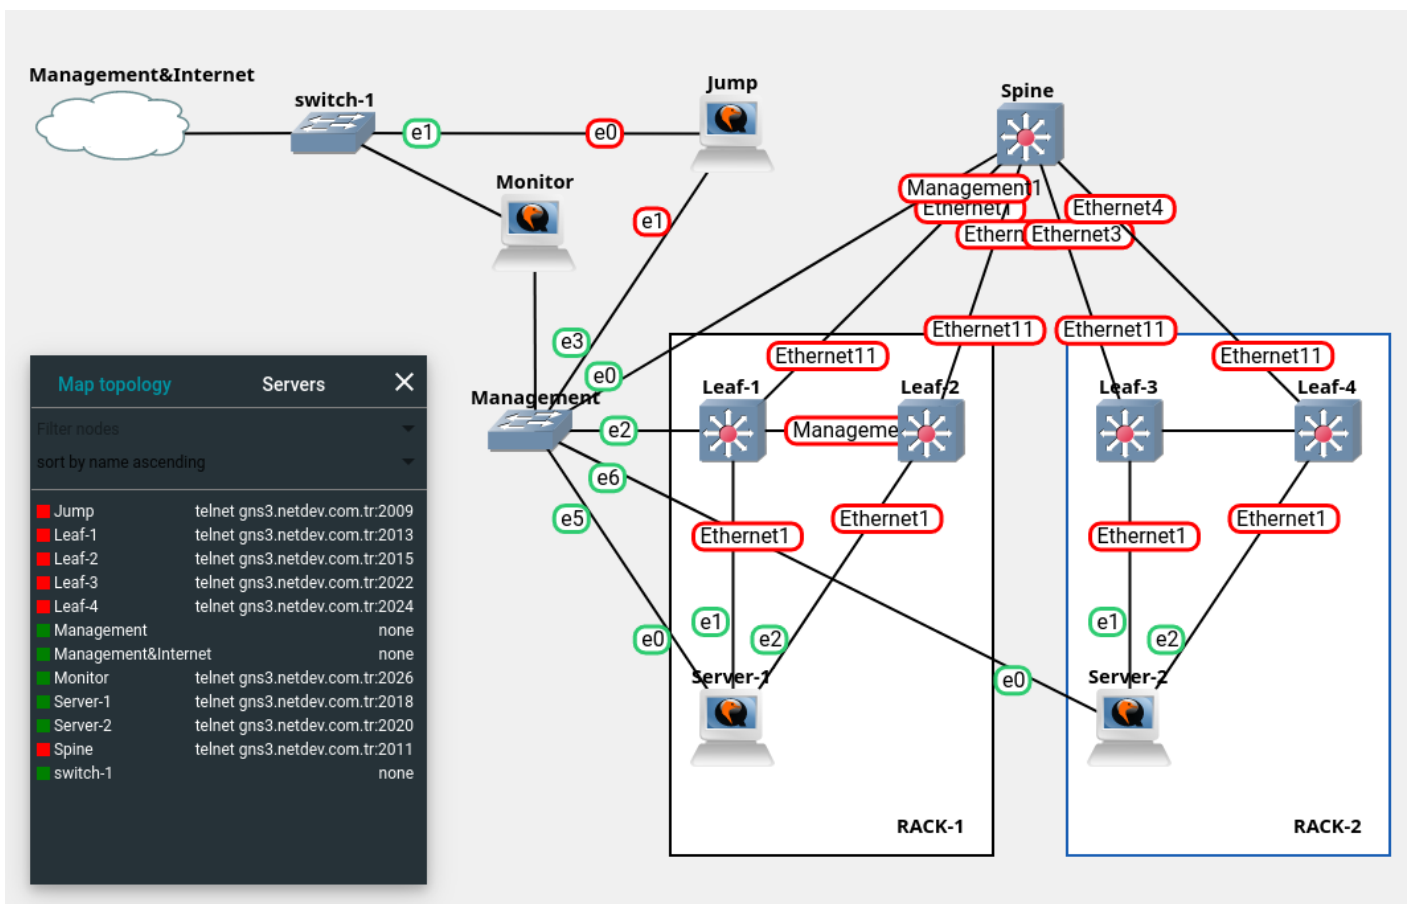 Management&Internet
switch-1
e1
e0
Jump
Spine
Monitor
e1
Management1
Ethernet1
Ethernet4
Ethern
Ethernet3
e3
e0
Ethernet11
Ethernet11
Ethernet11
Ethernet11
Management
Leaf-1
Leaf-2
Leaf-3
Leaf-4
e2
Manageme
e6
e5
Ethernet1
Ethernet1
Ethernet1
Ethernet1
e0
e1
e2
e1
e2
Server-1
e0
Server-2
RACK-1
RACK-2
Map topology Servers
Filter nodes
sort by name ascending
Jump telnet gns3.netdev.com.tr:2009
Leaf-1 telnet gns3.netdev.com.tr:2013
Leaf-2 telnet gns3.netdev.com.tr:2015
Leaf-3 telnet gns3.netdev.com.tr:2022
Leaf-4 telnet gns3.netdev.com.tr:2024
Management none
Management&Internet none
Monitor telnet gns3.netdev.com.tr:2026
Server-1 telnet gns3.netdev.com.tr:2018
Server-2 telnet gns3.netdev.com.tr:2020
Spine telnet gns3.netdev.com.tr:2011
switch-1 none